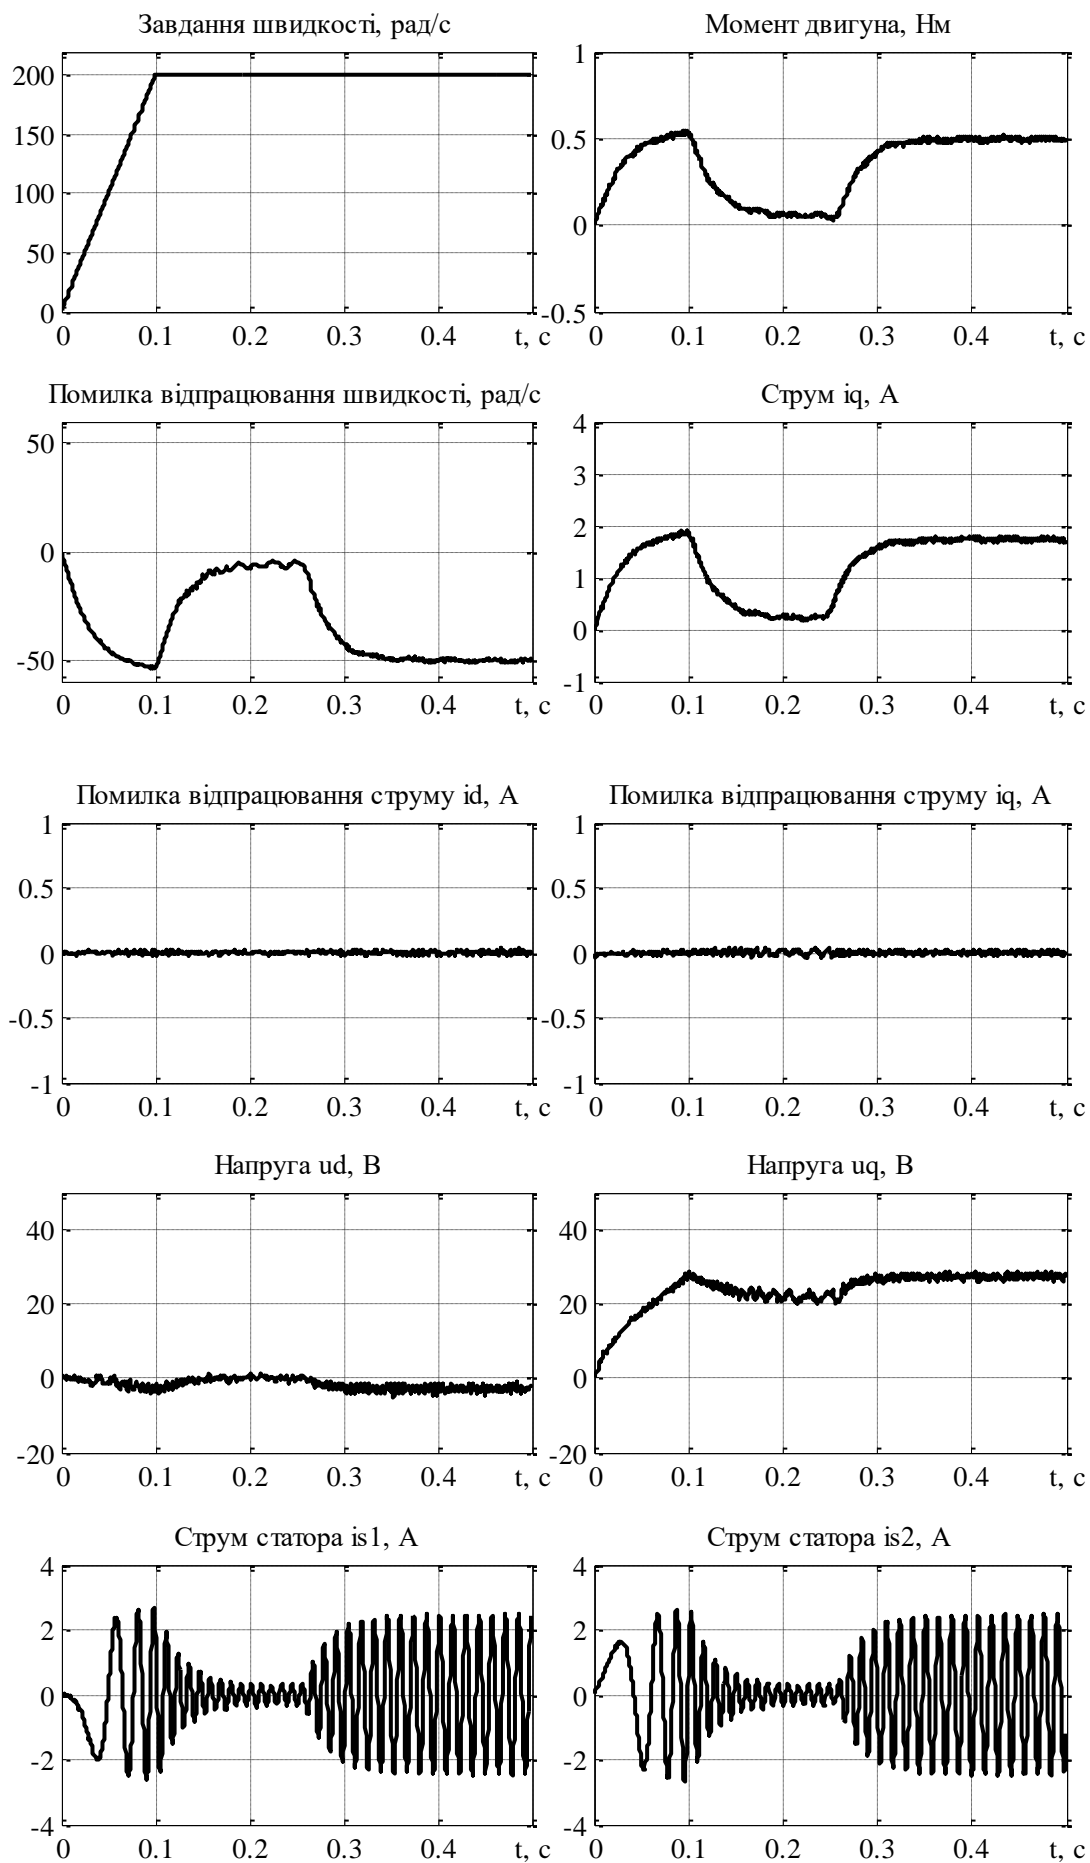 Завдання швидкості, рад/с
Момент двигуна, Нм
200
150
100
50
0
0 0.1 0.2 0.3 0.4 t, с
1
0.5
0
-0.5
0 0.1 0.2 0.3 0.4 t, с
Помилка відпрацювання швидкості, рад/с
Струм iq, А
50
0
-50
0 0.1 0.2 0.3 0.4 t, с
4
3
2
1
0
-1
0 0.1 0.2 0.3 0.4 t, с
Помилка відпрацювання струму id, А
Помилка відпрацювання струму iq, А
1
0.5
0
-0.5
-1
0 0.1 0.2 0.3 0.4 t, с
1
0.5
0
-0.5
-1
0 0.1 0.2 0.3 0.4 t, с
Напруга ud, В
Напруга uq, В
40
20
0
-20
0 0.1 0.2 0.3 0.4 t, с
40
20
0
-20
0 0.1 0.2 0.3 0.4 t, с
Струм статора is1, А
Струм статора is2, А
4
2
0
-2
-4
0 0.1 0.2 0.3 0.4 t, с
4
2
0
-2
-4
0 0.1 0.2 0.3 0.4 t, с